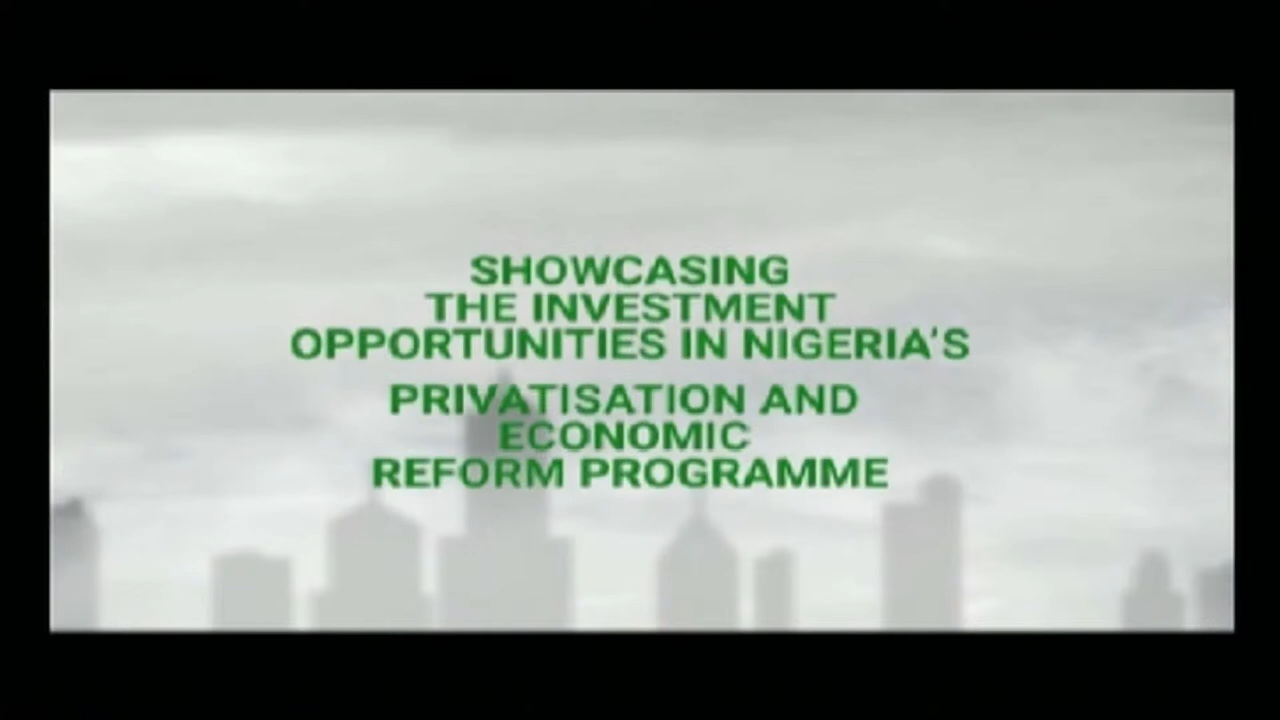 SHOWCASING
THE INVESTMENT
OPPORTUNITIES IN NIGERIA'S
PRIVATISATION AND
ECONOMIC
REFORM PROGRAMME